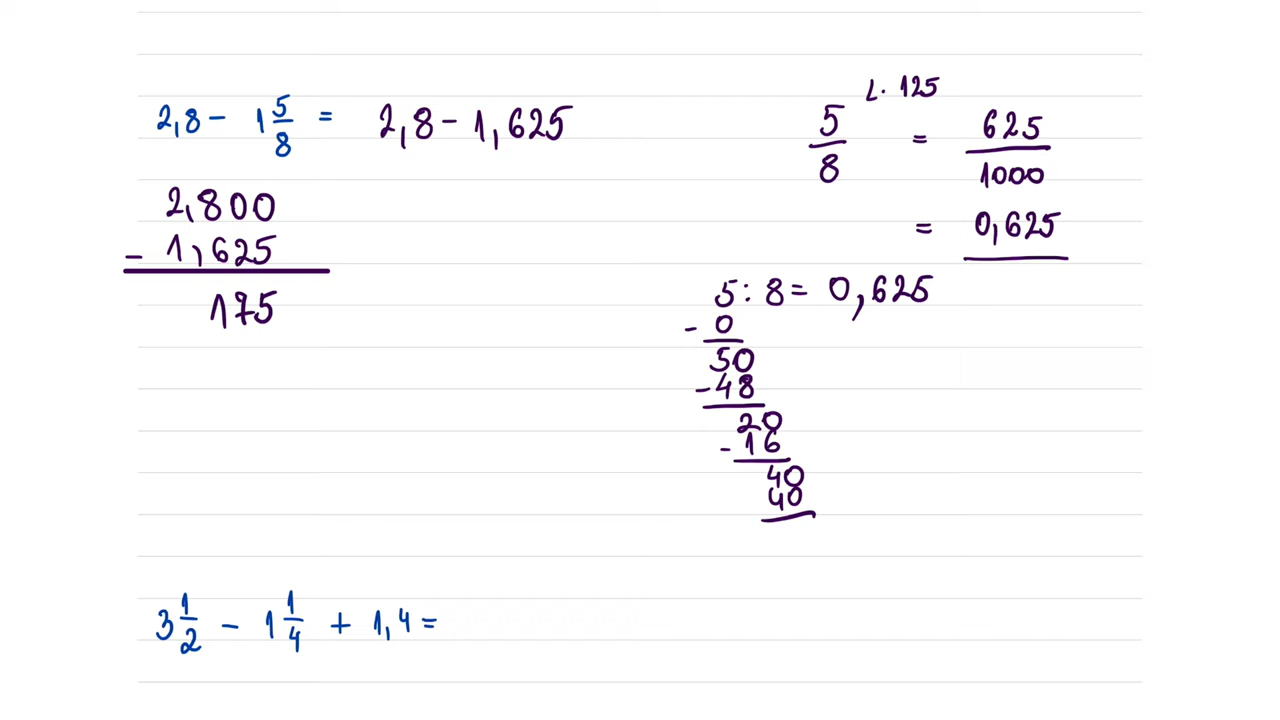 2,8 - 1 5/8 = 2,8 - 1,625
2,800
- 1,625
175
L· 125
5/8 = 625/1000
= 0,625
5 : 8 = 0,625
- 0
50
- 48
20
- 16
40
40
3 1/2 - 1 1/4 + 1,4 =